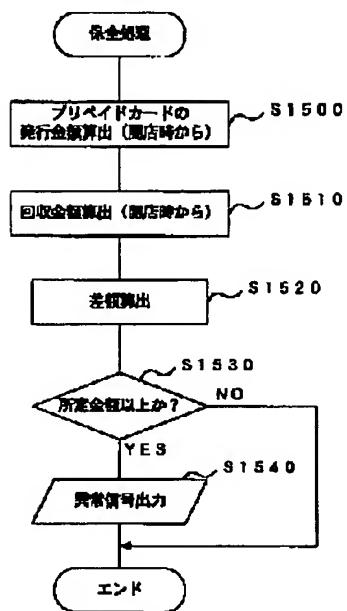 保全処理
プリペイドカードの
発行金額算出(開店時から)
S1500
回収金額算出(開店時から)
S1510
差額算出
S1520
S1530
所定金額以上か?
NO
YES
S1540
異常信号出力
エンド